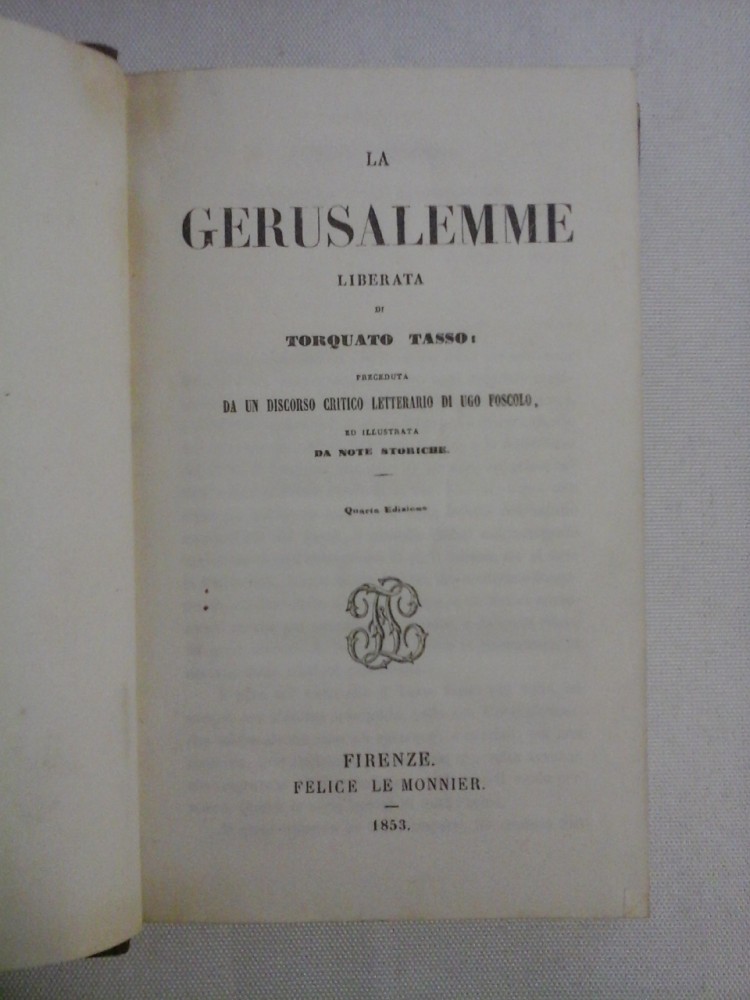 LA
GERUSALEMME
LIBERATA
DI
TORQUATO TASSO:
PRECEDUTA
DA UN DISCORSO CRITICO LETTERARIO DI UGO FOSCOLO,
ED ILLUSTRATA
DA NOTE STORICHE.
Quarta Edizione
FIRENZE.
FELICE LE MONNIER.
1853.